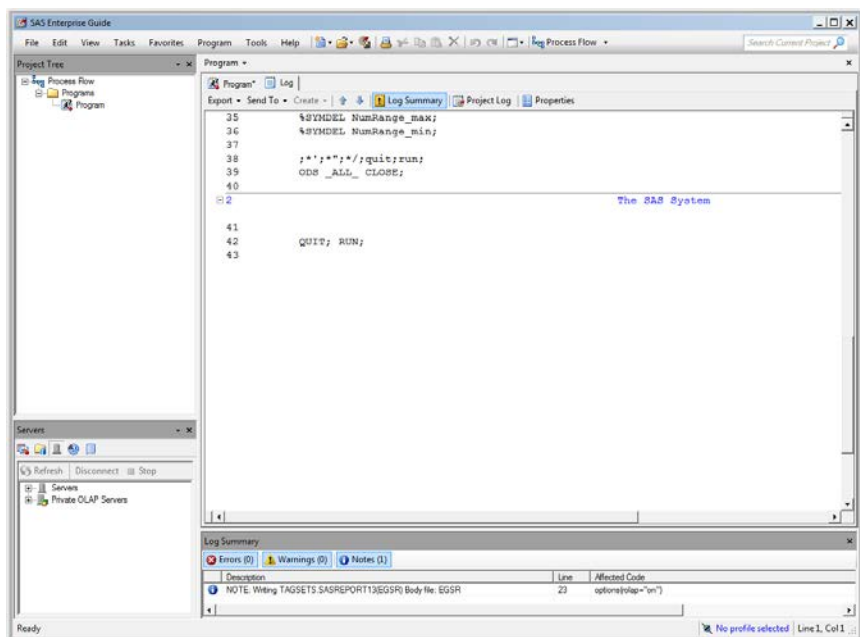 SAS Enterprise Guide
File Edit View Tasks Favorites Program Tools Help Process Flow Search Current Project
Project Tree
Process Flow
Programs
Program
Program
Program* Log
Export Send To Create Log Summary Project Log Properties
35 %SYMDEL NumRange_max;
36 %SYMDEL NumRange_min;
37
38 ;*';*";*/;quit;run;
39 ODS _ALL_ CLOSE;
40
2 The SAS System
41
42 QUIT; RUN;
43
Servers
Refresh Disconnect Stop
Servers
Private OLAP Servers
Log Summary
Errors (0) Warnings (0) Notes (1)
Description Line Affected Code
NOTE: Writing TAGSETS.SASREPORT13(EGSR) Body file: EGSR 23 options(rolap="on")
Ready No profile selected Line 1, Col 1